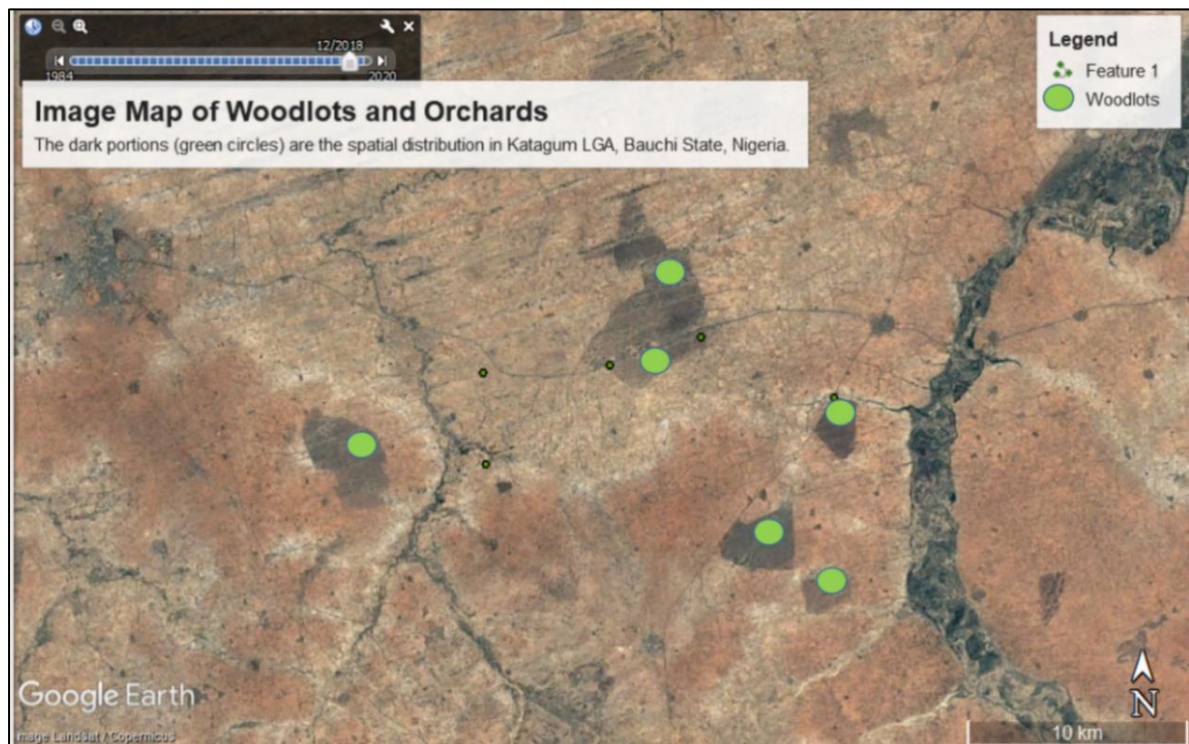 12/2018
1984
2020
Image Map of Woodlots and Orchards
The dark portions (green circles) are the spatial distribution in Katagum LGA, Bauchi State, Nigeria.
Legend
Feature 1
Woodlots
Google Earth
mage Landsat / Copernicus
N
10 km